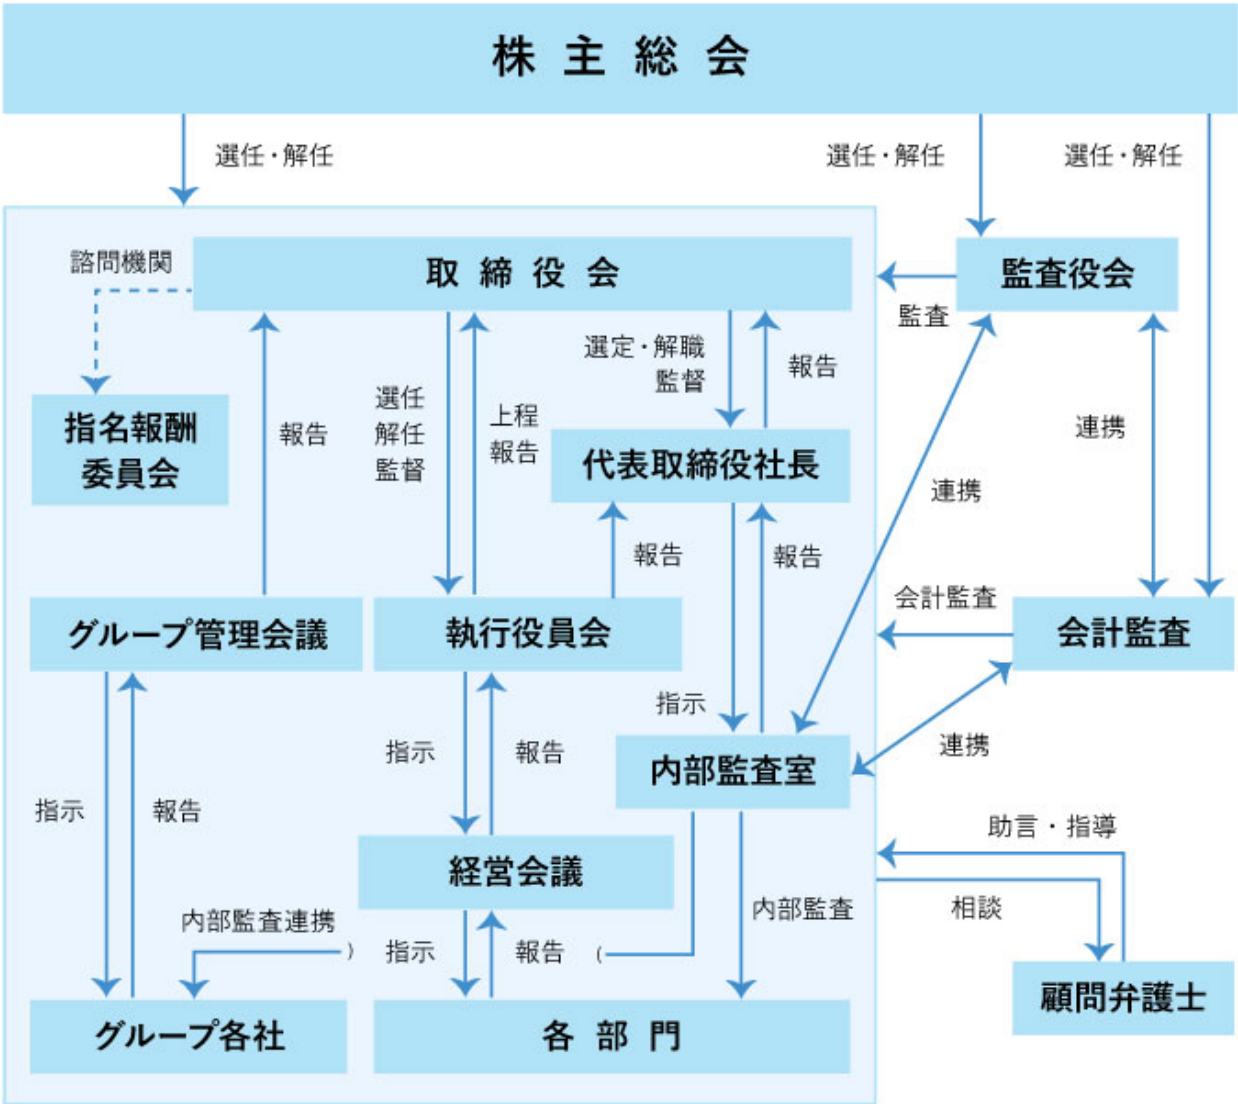 株主総会
選任・解任
選任・解任
選任・解任
諮問機関
取締役会
監査役会
監査
選定・解職
監督
報告
選任
解任
監督
上程
報告
報告
指名報酬
委員会
代表取締役社長
連携
連携
報告
報告
会計監査
グループ管理会議
執行役員会
会計監査
指示
連携
指示
報告
内部監査室
指示
報告
助言・指導
経営会議
相談
内部監査連携
指示
報告
内部監査
顧問弁護士
グループ各社
各部門